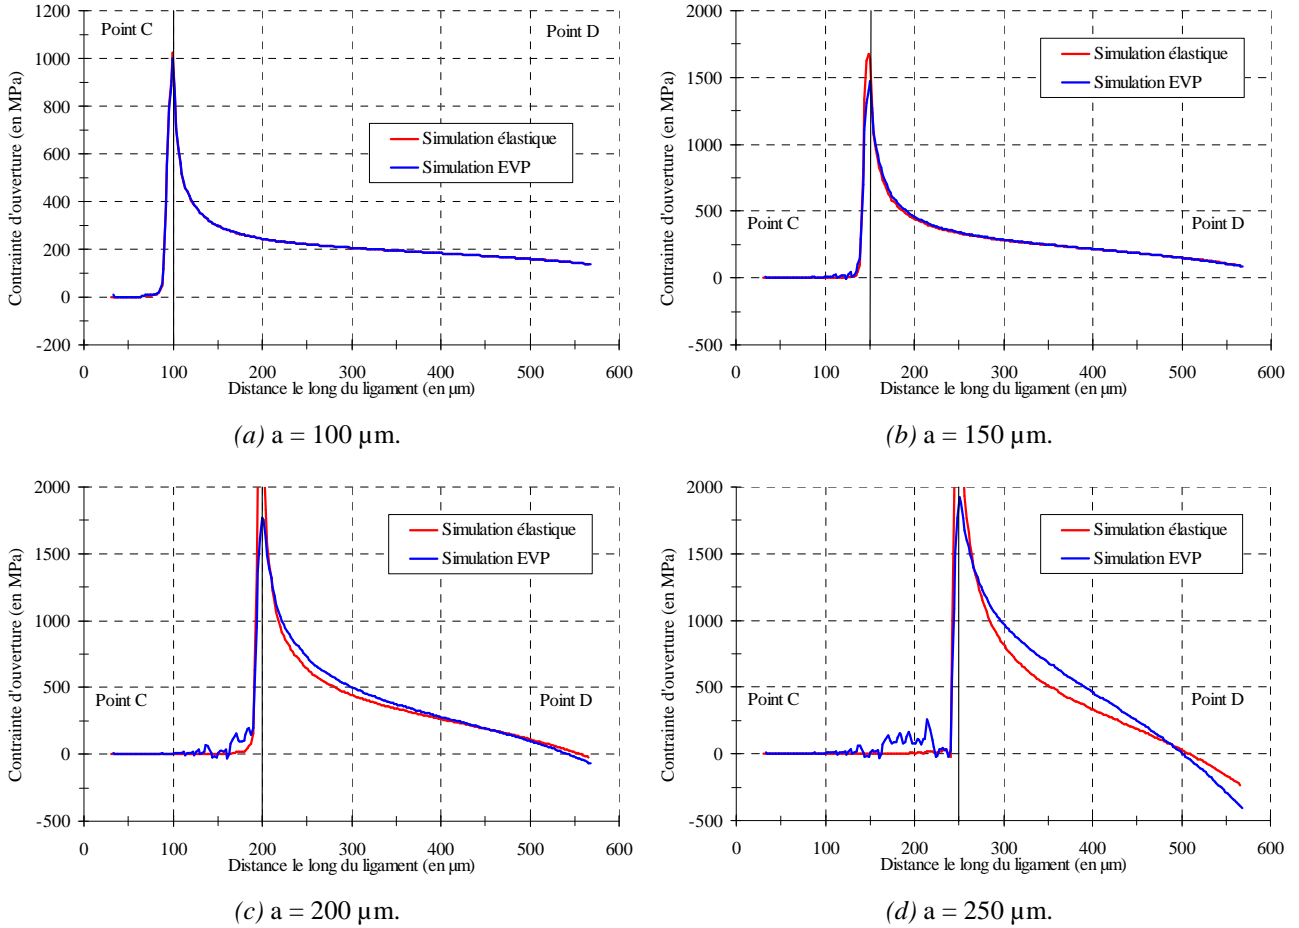 1200
1000
800
600
400
200
0
-200
0 100 200 300 400 500 600
Contrainte d'ouverture (en MPa)
Distance le long du ligament (en µm)
Point C
Point D
Simulation élastique
Simulation EVP
(a) a = 100 µm.
2000
1500
1000
500
0
-500
0 100 200 300 400 500 600
Contrainte d'ouverture (en MPa)
Distance le long du ligament (en µm)
Point C
Point D
Simulation élastique
Simulation EVP
(b) a = 150 µm.
2000
1500
1000
500
0
-500
0 100 200 300 400 500 600
Contrainte d'ouverture (en MPa)
Distance le long du ligament (en µm)
Point C
Point D
Simulation élastique
Simulation EVP
(c) a = 200 µm.
2000
1500
1000
500
0
-500
0 100 200 300 400 500 600
Contrainte d'ouverture (en MPa)
Distance le long du ligament (en µm)
Point C
Point D
Simulation élastique
Simulation EVP
(d) a = 250 µm.